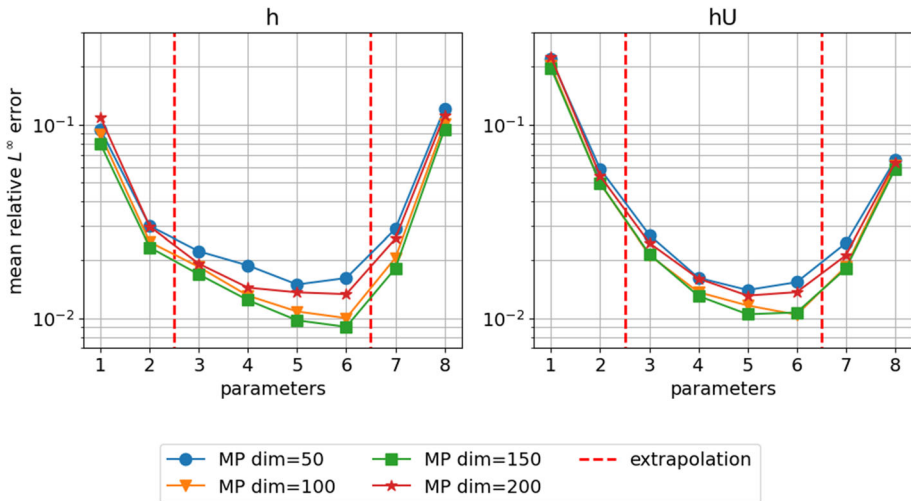 h
hU
mean relative L∞ error
10⁻¹
10⁻²
1 2 3 4 5 6 7 8
parameters
10⁻¹
10⁻²
1 2 3 4 5 6 7 8
parameters
MP dim=50
MP dim=150
extrapolation
MP dim=100
MP dim=200